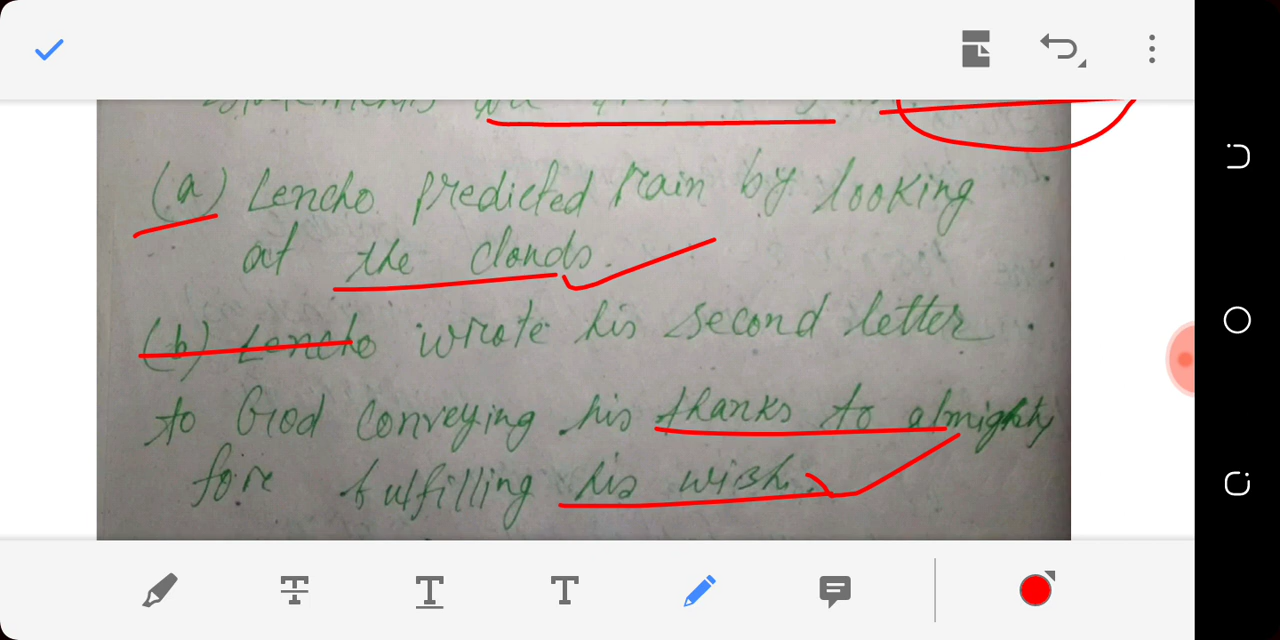 (a) Lencho predicted rain by looking
at the clouds.
(b) Lencho wrote his second letter
to God conveying his thanks to almighty
for fulfilling his wish.